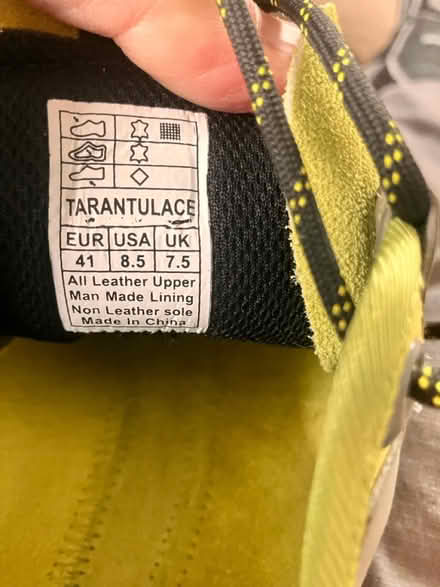 TARANTULACE
EUR USA UK
41 8.5 7.5
All Leather Upper
Man Made Lining
Non Leather sole
Made In China